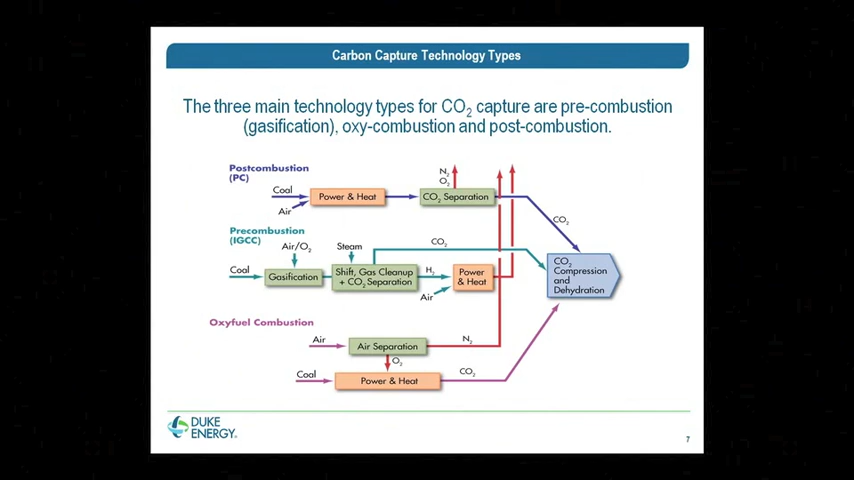 Carbon Capture Technology Types
The three main technology types for CO₂ capture are pre-combustion
(gasification), oxy-combustion and post-combustion.
Postcombustion
(PC)
N₂
O₂
Coal
Power & Heat
CO₂ Separation
Air
CO₂
Precombustion
(IGCC)
Air/O₂
Steam
CO₂
Coal
Gasification
Shift, Gas Cleanup
+ CO₂ Separation
H₂
Air
Power
& Heat
CO₂
Compression
and
Dehydration
Oxyfuel Combustion
Air
Air Separation
N₂
O₂
Coal
Power & Heat
CO₂
DUKE
ENERGY®
7